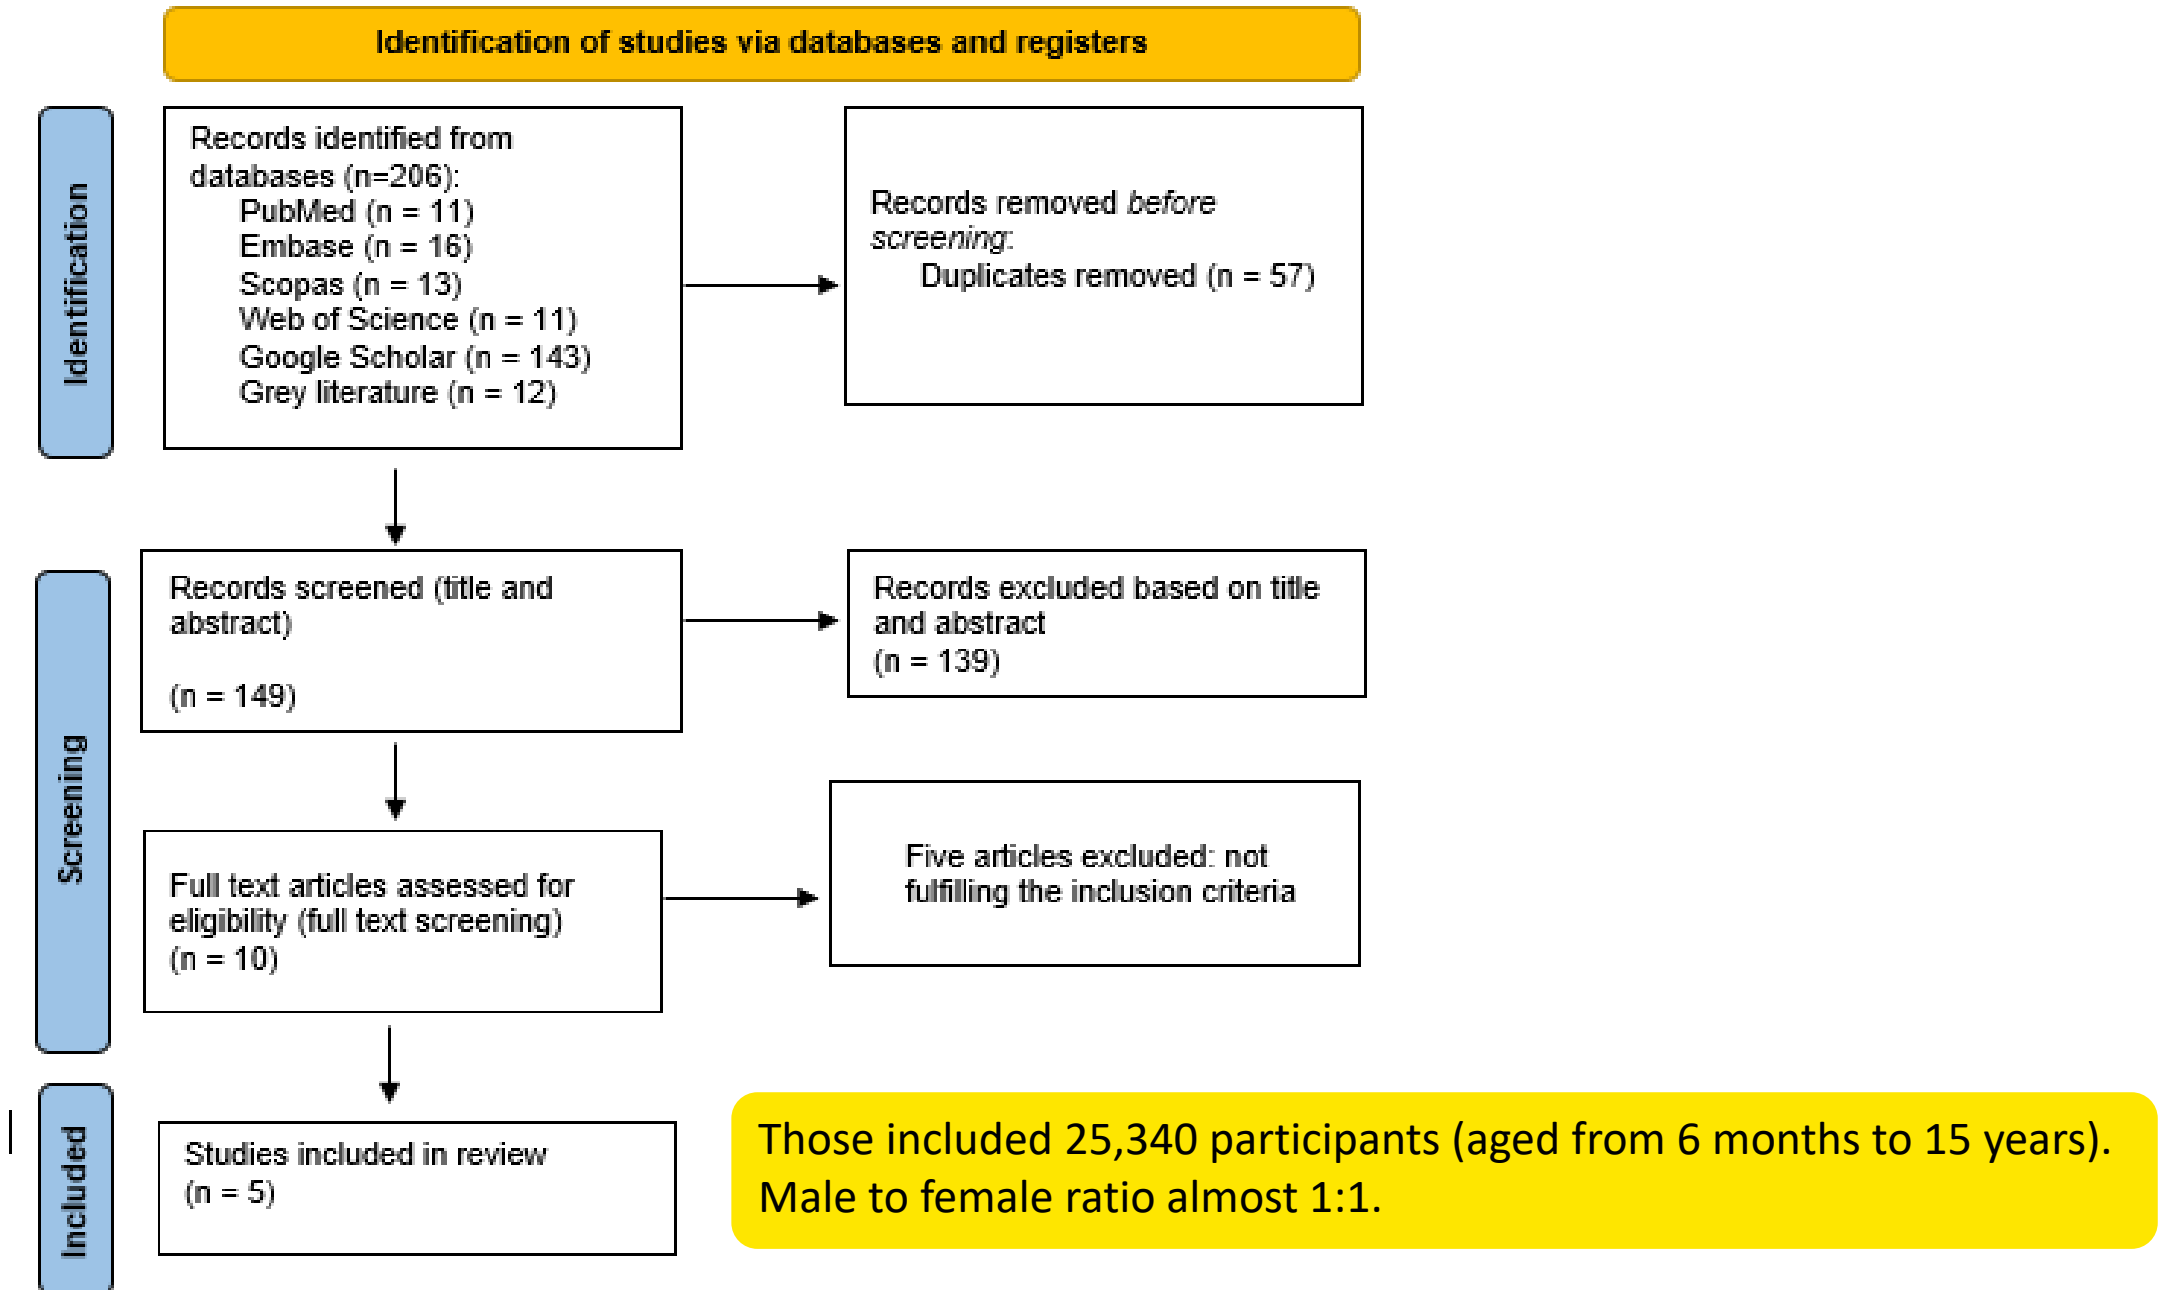 Identification of studies via databases and registers
Identification
Records identified from
databases (n=206):
PubMed (n = 11)
Embase (n = 16)
Scopas (n = 13)
Web of Science (n = 11)
Google Scholar (n = 143)
Grey literature (n = 12)
Records removed before
screening:
Duplicates removed (n = 57)
Screening
Records screened (title and
abstract)
(n = 149)
Records excluded based on title
and abstract
(n = 139)
Full text articles assessed for
eligibility (full text screening)
(n = 10)
Five articles excluded: not
fulfilling the inclusion criteria
Included
Studies included in review
(n = 5)
Those included 25,340 participants (aged from 6 months to 15 years).
Male to female ratio almost 1:1.